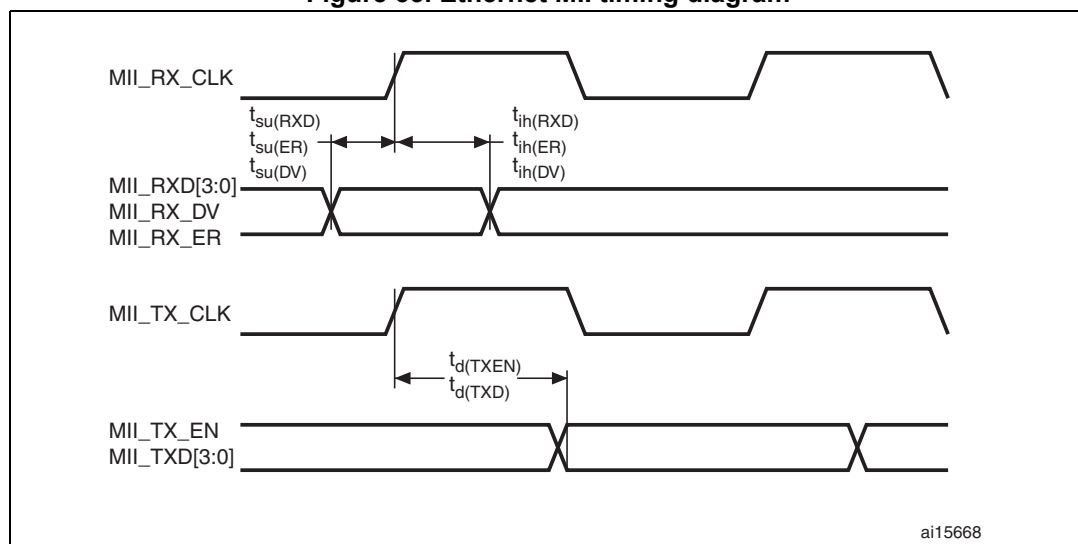 Figure Ethernet MII timing diagram
MII_RX_CLK
tsu(RXD)
tsu(ER)
tsu(DV)
tih(RXD)
tih(ER)
tih(DV)
MII_RXD[3:0]
MII_RX_DV
MII_RX_ER
MII_TX_CLK
td(TXEN)
td(TXD)
MII_TX_EN
MII_TXD[3:0]
ai15668